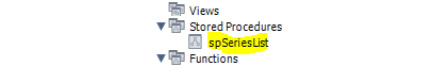 Views
Stored Procedures
spSeriesList
Functions